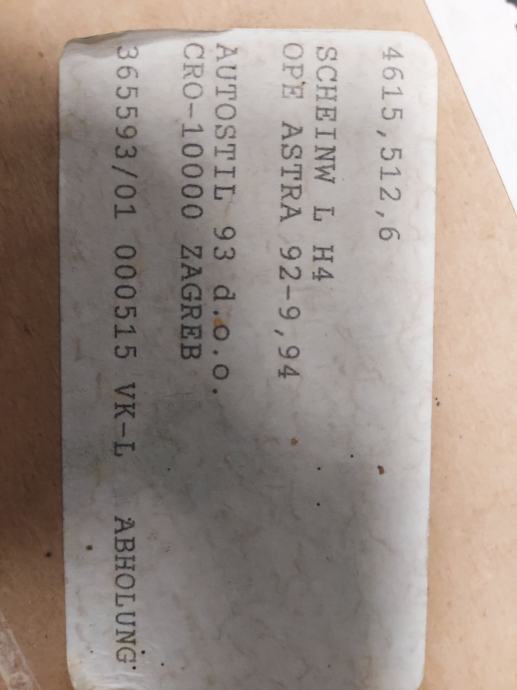 4615,512,6
SCHEINW L H4
OPE ASTRA 92-9,94
AUTOSTIL 93 d.o.o.
CRO-10000 ZAGREB
365593/01 000515 VK-L ABHOLUNG